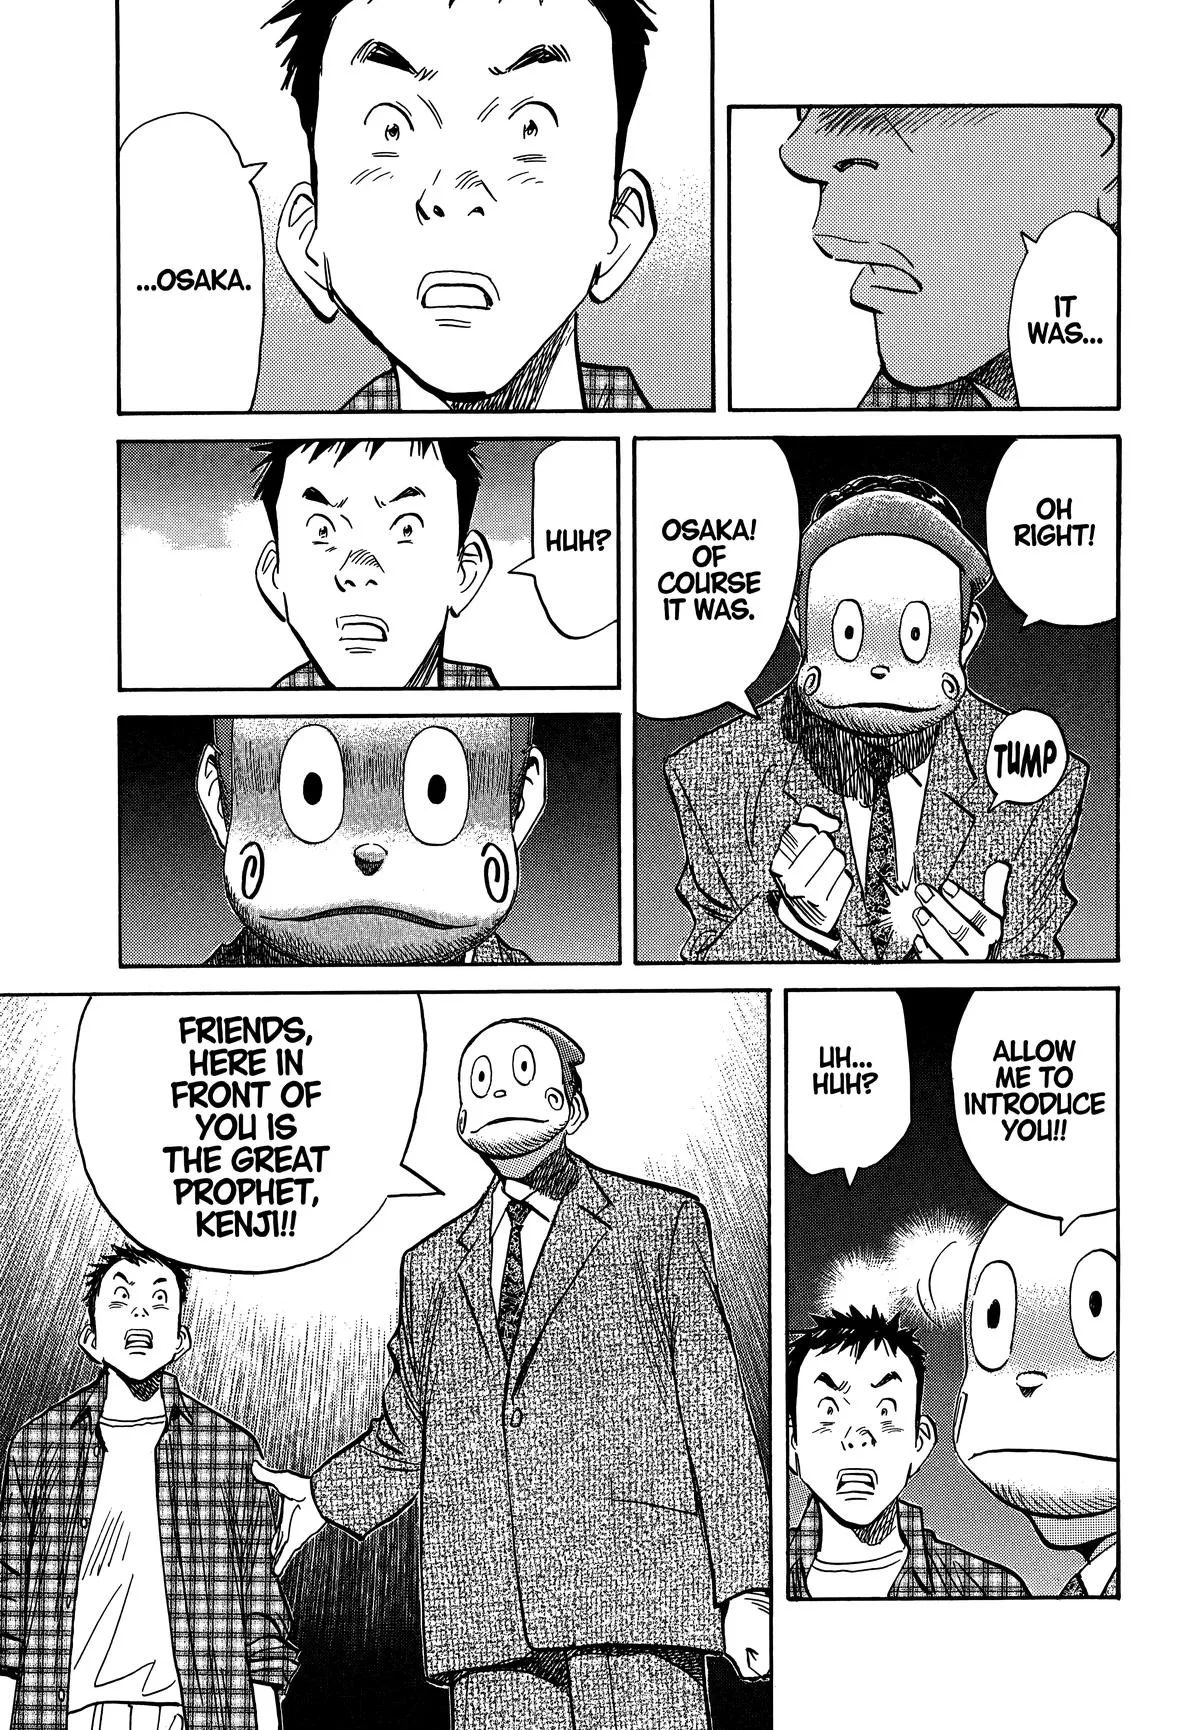 IT
WAS...
...OSAKA.
OH
RIGHT!
OSAKA!
OF
COURSE
IT WAS.
TUMP
HUH?
ALLOW
ME TO
INTRODUCE
YOU!!
UH...
HUH?
FRIENDS,
HERE IN
FRONT OF
YOU IS
THE GREAT
PROPHET,
KENJI!!